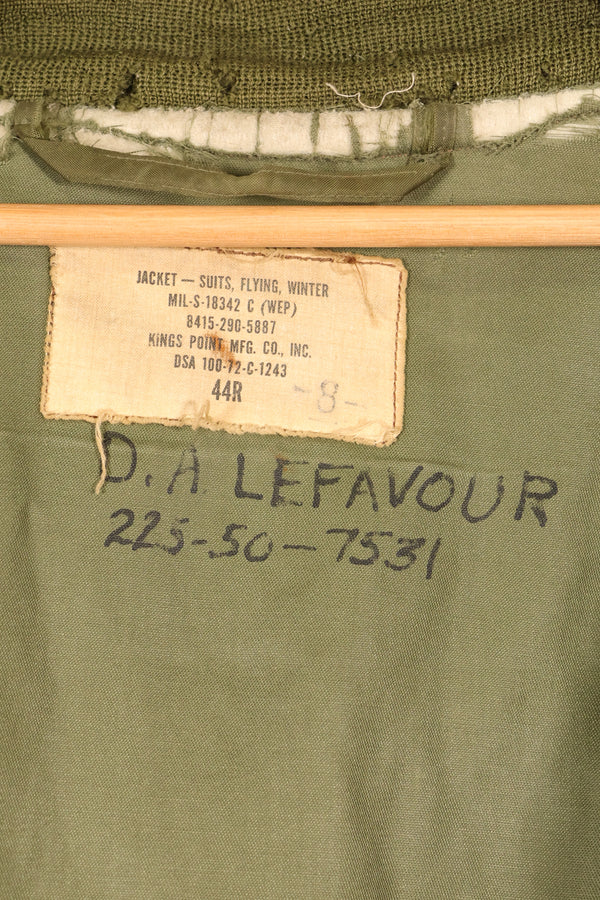 JACKET — SUITS, FLYING, WINTER
MIL-S-18342 C (WEP)
8415-290-5887
KINGS POINT MFG. CO., INC.
DSA 100-72-C-1243
44R
-8-
D.A LEFAVOUR
225-50-7531